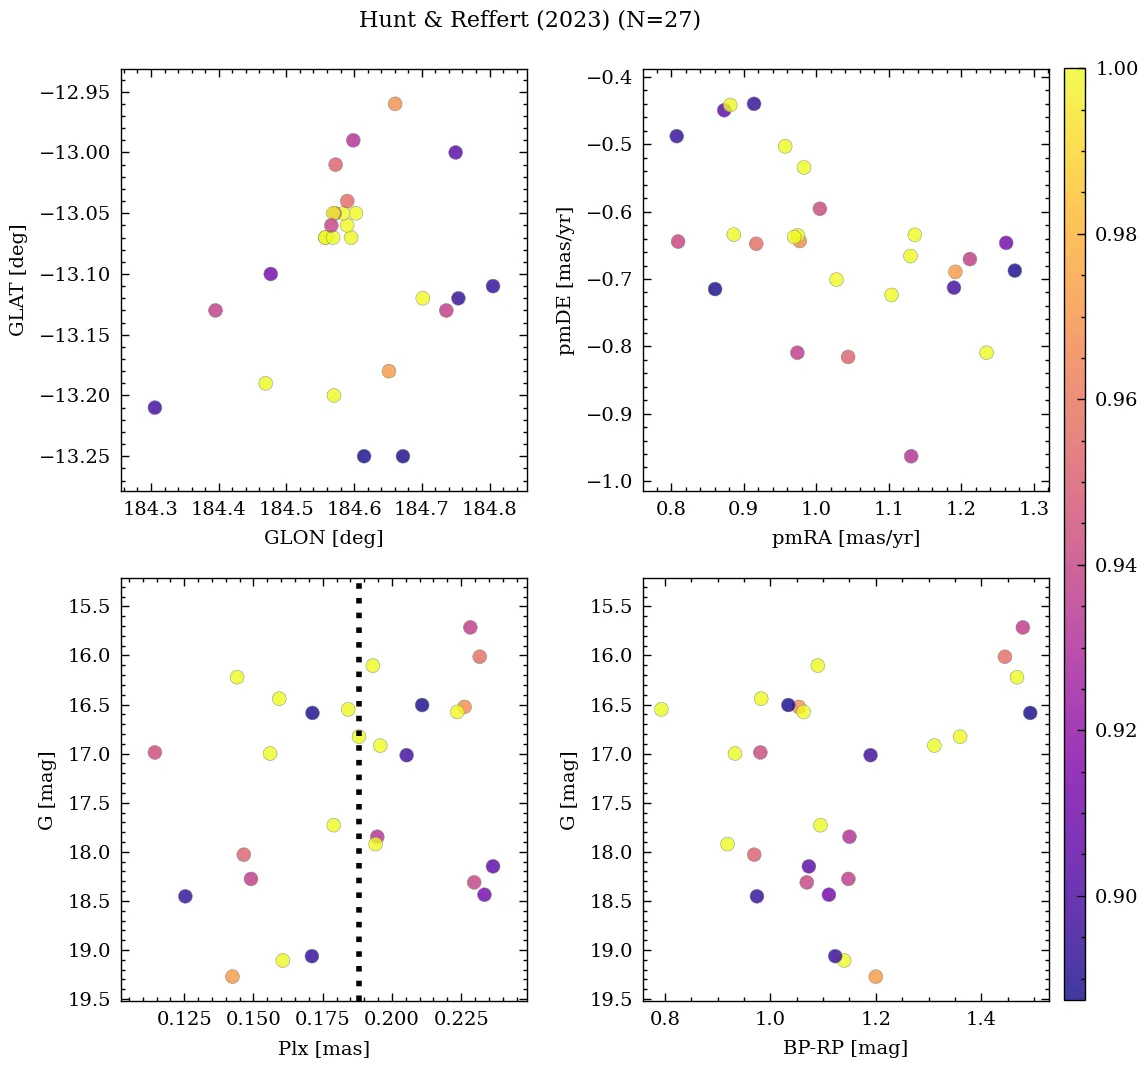 Hunt & Reffert (2023) (N=27)
−12.95
−13.00
−13.05
−13.10
−13.15
−13.20
−13.25
GLAT [deg]
184.3 184.4 184.5 184.6 184.7 184.8
GLON [deg]
−0.4
−0.5
−0.6
−0.7
−0.8
−0.9
−1.0
pmDE [mas/yr]
0.8 0.9 1.0 1.1 1.2 1.3
pmRA [mas/yr]
1.00
0.98
0.96
0.94
0.92
0.90
15.5
16.0
16.5
17.0
17.5
18.0
18.5
19.0
19.5
G [mag]
0.125 0.150 0.175 0.200 0.225
Plx [mas]
15.5
16.0
16.5
17.0
17.5
18.0
18.5
19.0
19.5
G [mag]
0.8 1.0 1.2 1.4
BP-RP [mag]